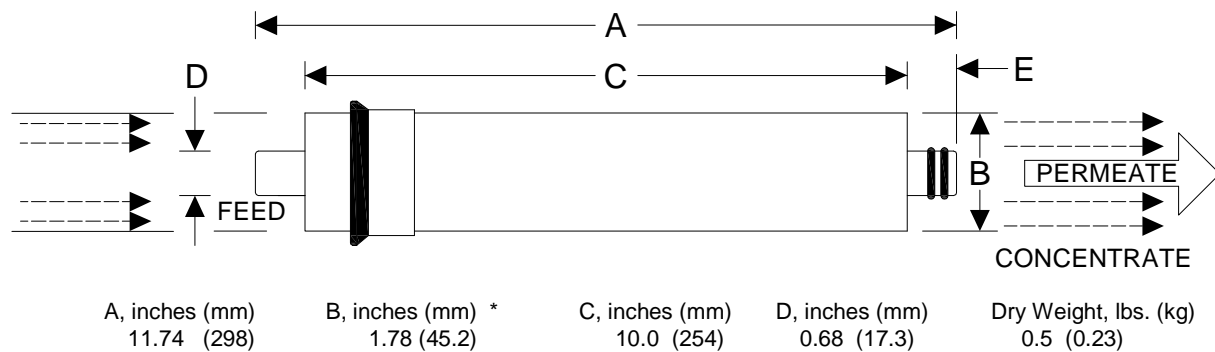 A
C
E
D
B
PERMEATE
FEED
CONCENTRATE
A, inches (mm) B, inches (mm) * C, inches (mm) D, inches (mm) Dry Weight, lbs. (kg)
11.74 (298) 1.78 (45.2) 10.0 (254) 0.68 (17.3) 0.5 (0.23)